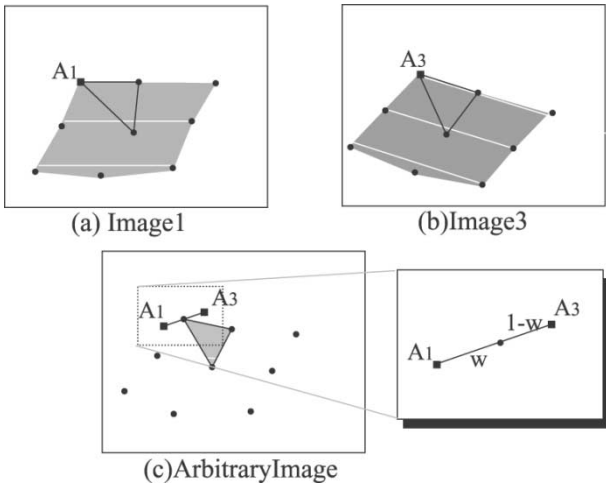 A1
(a) Image1
A3
(b)Image3
A1
A3
(c)ArbitraryImage
A1
w
1-w
A3